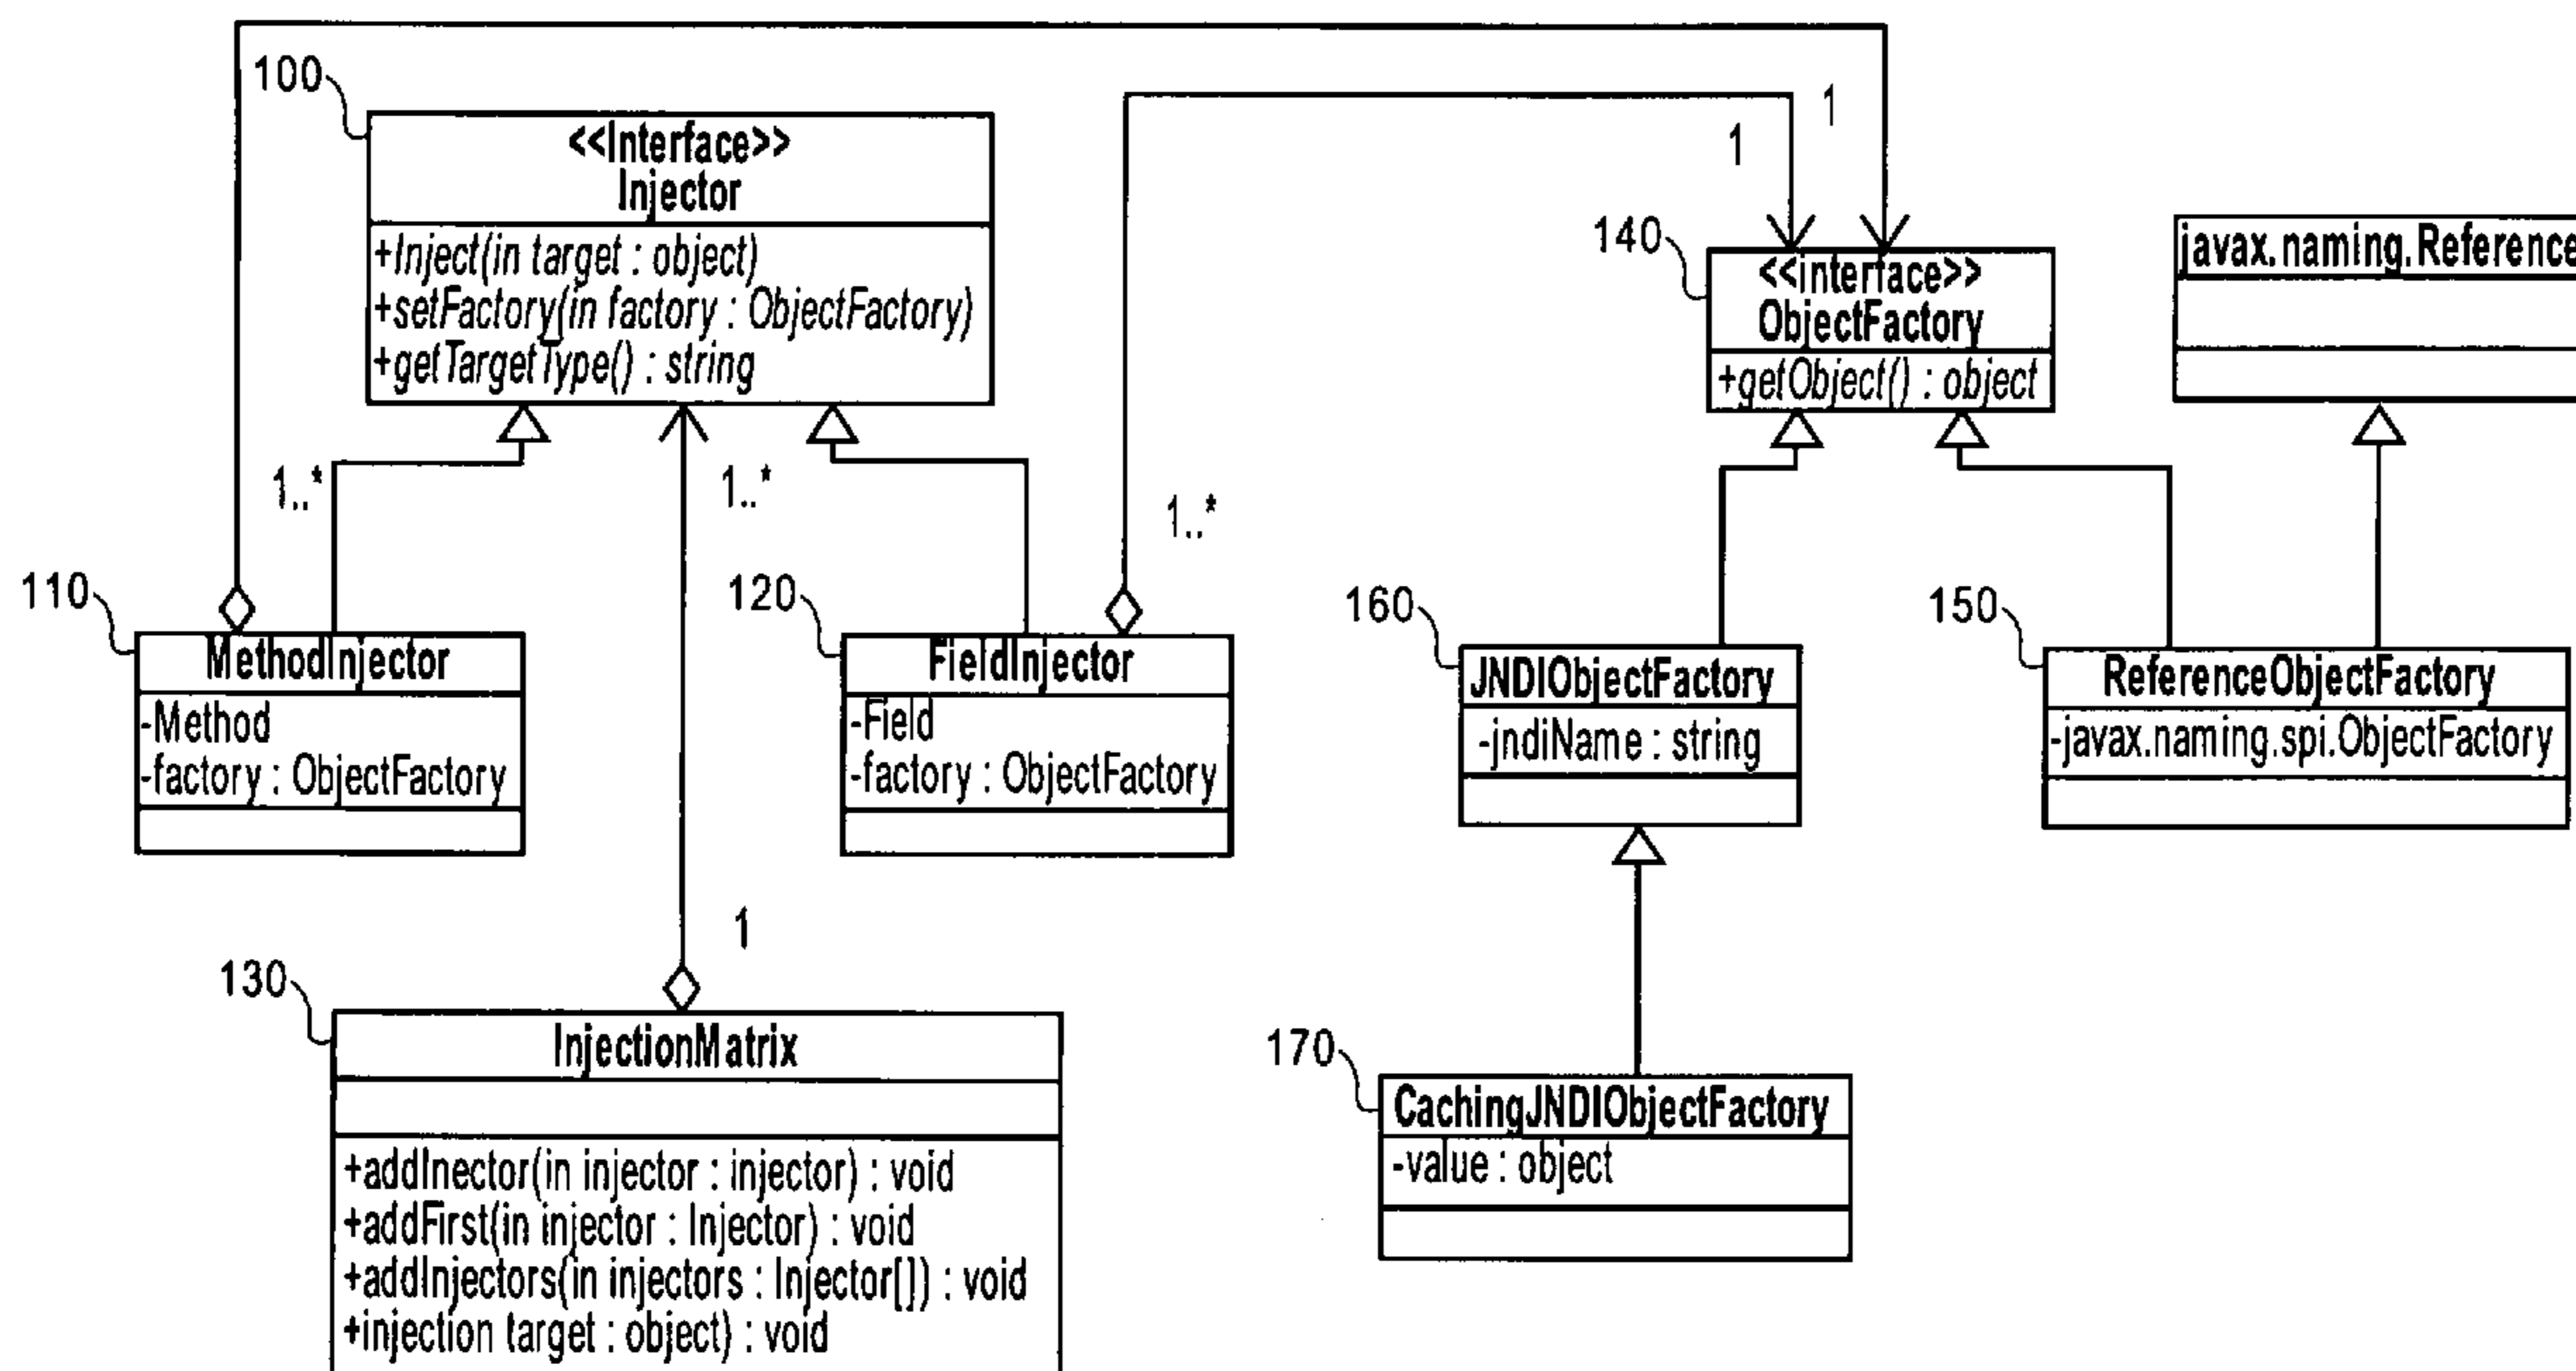 100
<<Interface>>
Injector
+Inject(in target : object)
+setFactory(in factory : ObjectFactory)
+getTargetType() : string
1
1
140
<<interface>>
ObjectFactory
+getObject() : object
javax.naming.Reference
1..*
1..*
1..*
110
MethodInjector
-Method
-factory : ObjectFactory
120
FieldInjector
-Field
-factory : ObjectFactory
160
JNDIObjectFactory
-jndiName : string
150
ReferenceObjectFactory
-javax.naming.spi.ObjectFactory
1
130
InjectionMatrix
+addInector(in injector : injector) : void
+addFirst(in injector : Injector) : void
+addInjectors(in injectors : Injector[]) : void
+injection target : object) : void
170
CachingJNDIObjectFactory
-value : object